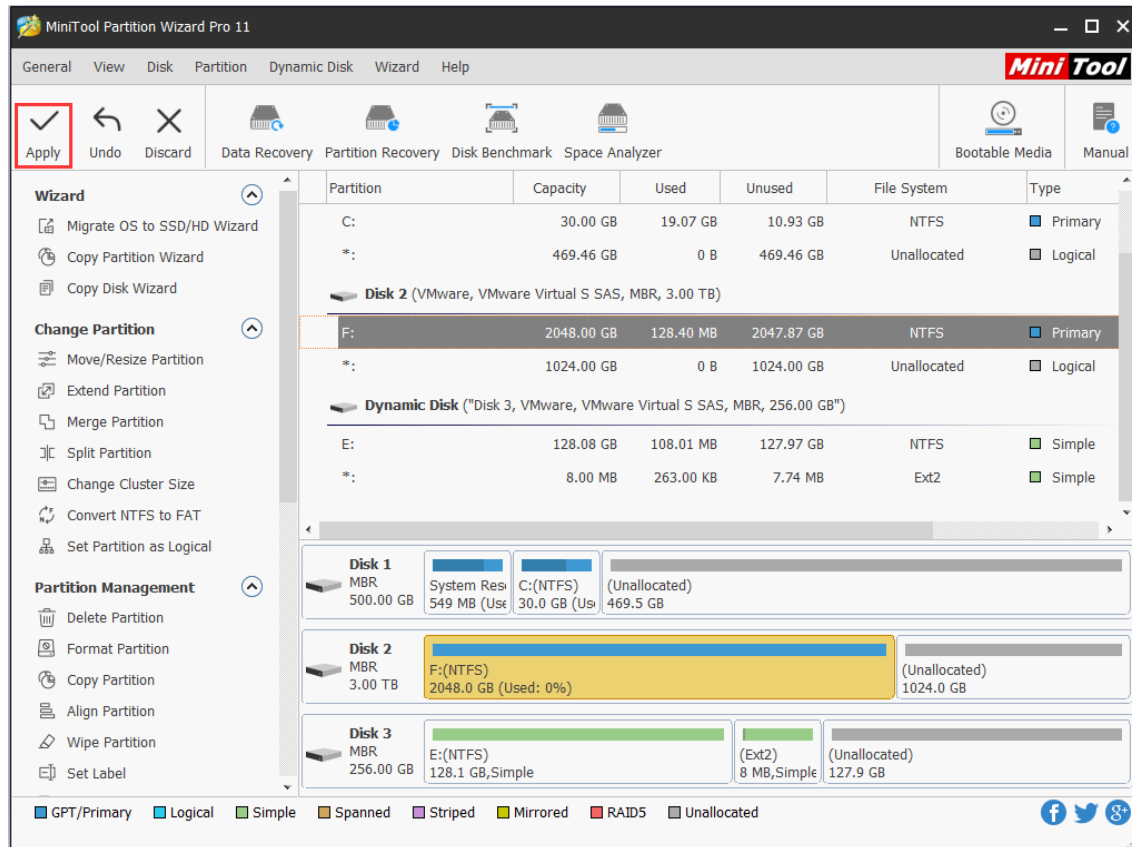 MiniTool Partition Wizard Pro 11
General View Disk Partition Dynamic Disk Wizard Help
Mini Tool
Apply Undo Discard Data Recovery Partition Recovery Disk Benchmark Space Analyzer Bootable Media Manual
Wizard
Migrate OS to SSD/HD Wizard
Copy Partition Wizard
Copy Disk Wizard
Change Partition
Move/Resize Partition
Extend Partition
Merge Partition
Split Partition
Change Cluster Size
Convert NTFS to FAT
Set Partition as Logical
Partition Management
Delete Partition
Format Partition
Copy Partition
Align Partition
Wipe Partition
Set Label
Partition Capacity Used Unused File System Type
C: 30.00 GB 19.07 GB 10.93 GB NTFS Primary
*: 469.46 GB 0 B 469.46 GB Unallocated Logical
Disk 2 (VMware, VMware Virtual S SAS, MBR, 3.00 TB)
F: 2048.00 GB 128.40 MB 2047.87 GB NTFS Primary
*: 1024.00 GB 0 B 1024.00 GB Unallocated Logical
Dynamic Disk ("Disk 3, VMware, VMware Virtual S SAS, MBR, 256.00 GB")
E: 128.08 GB 108.01 MB 127.97 GB NTFS Simple
*: 8.00 MB 263.00 KB 7.74 MB Ext2 Simple
Disk 1
MBR
500.00 GB
System Res
549 MB (Use
C:(NTFS)
30.0 GB (Us
(Unallocated)
469.5 GB
Disk 2
MBR
3.00 TB
F:(NTFS)
2048.0 GB (Used: 0%)
(Unallocated)
1024.0 GB
Disk 3
MBR
256.00 GB
E:(NTFS)
128.1 GB,Simple
(Ext2)
8 MB,Simple
(Unallocated)
127.9 GB
GPT/Primary Logical Simple Spanned Striped Mirrored RAID5 Unallocated